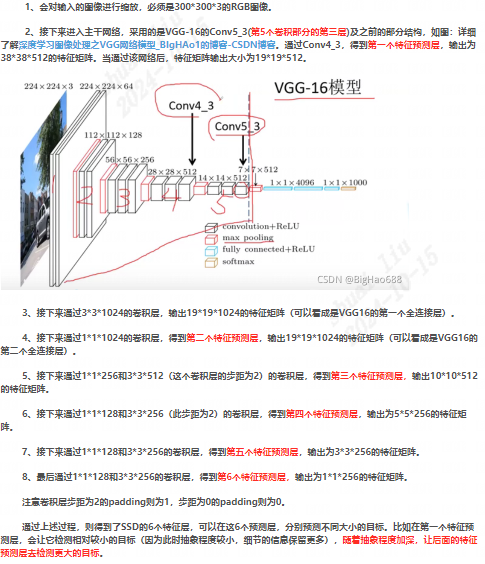 1、会对输入的图像进行缩放，必须是300*300*3的RGB图像。
2、接下来进入主干网络，采用的是VGG-16的Conv5_3(第5个卷积部分的第三层)及之前的部分结构，如图：详细
了解深度学习图像处理之VGG网络模型_BIgHAo1的博客-CSDN博客。通过Conv4_3，得到第一个特征预测层，输出为
38*38*512的特征矩阵。当通过该网络后，特征矩阵输出大小为19*19*512。
224×224×3 224×224×64
VGG-16模型
Conv4_3
112×112×128
Conv5_3
56×56×256
28×28×512
7×7×512
14×14×512
1×1×4096 1×1×1000
2 3 4 5
convolution+ReLU
max pooling
fully connected+ReLU
softmax
CSDN @BigHao688
3、接下来通过3*3*1024的卷积层，输出19*19*1024的特征矩阵（可以看成是VGG16的第一个全连接层）。
4、接下来通过1*1*1024的卷积层，得到第二个特征预测层，输出19*19*1024的特征矩阵（可以看成是VGG16的
第二个全连接层）。
5、接下来通过1*1*256和3*3*512（这个卷积层的步距为2）的卷积层，得到第三个特征预测层，输出10*10*512
的特征矩阵。
6、接下来通过1*1*128和3*3*256（此步距为2）的卷积层，得到第四个特征预测层，输出为5*5*256的特征矩
阵。
7、接下来通过1*1*128和3*3*256的卷积层，得到第五个特征预测层，输出为3*3*256的特征矩阵。
8、最后通过1*1*128和3*3*256的卷积层，得到第6个特征预测层，输出为1*1*256的特征矩阵。
注意卷积层步距为2的padding则为1，步距为0的padding则为0。
通过上述过程，则得到了SSD的6个特征层，可以在这6个预测层，分别预测不同大小的目标。比如在第一个特征预
测层，会让它检测相对较小的目标（因为此时抽象程度较小，细节的信息保留更多），随着抽象程度加深，让后面的特征
预测层去检测更大的目标。